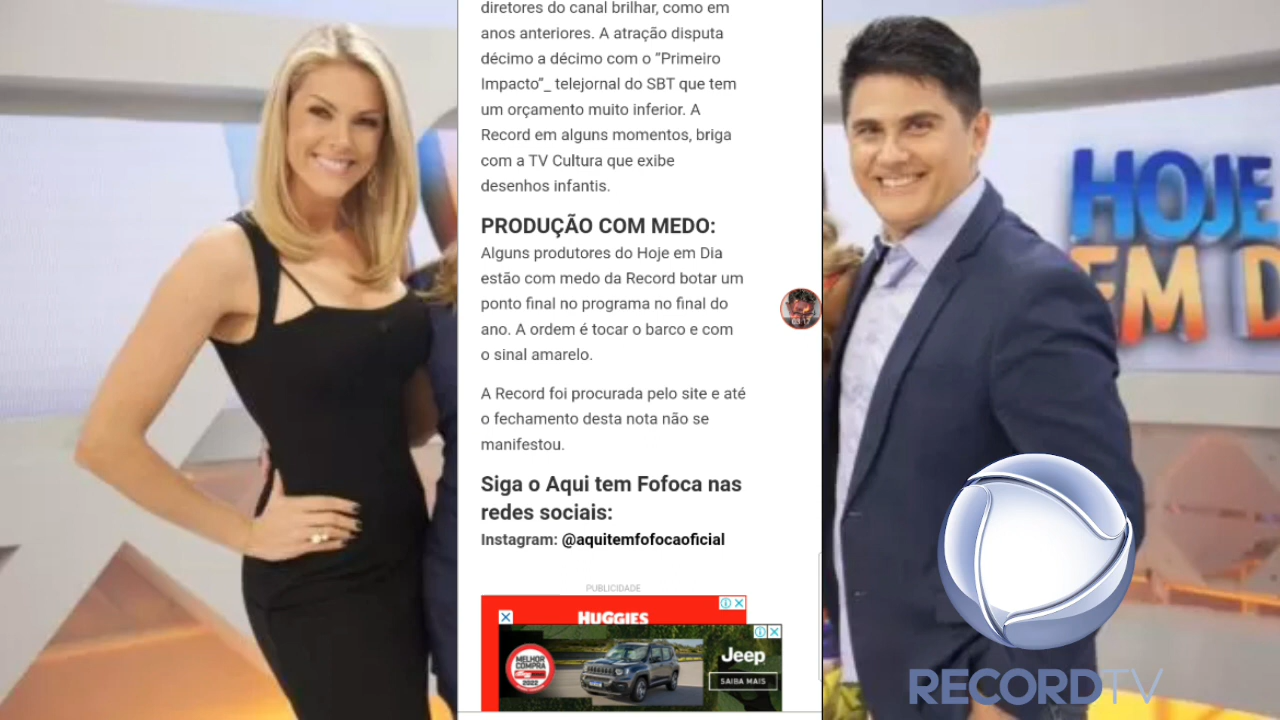 diretores do canal brilhar, como em
anos anteriores. A atração disputa
décimo a décimo com o "Primeiro
Impacto"_ telejornal do SBT que tem
um orçamento muito inferior. A
Record em alguns momentos, briga
com a TV Cultura que exibe
desenhos infantis.
PRODUÇÃO COM MEDO:
Alguns produtores do Hoje em Dia
estão com medo da Record botar um
ponto final no programa no final do
ano. A ordem é tocar o barco e com
o sinal amarelo.
A Record foi procurada pelo site e até
o fechamento desta nota não se
manifestou.
Siga o Aqui tem Fofoca nas
redes sociais:
Instagram: @aquitemfofocaoficial
PUBLICIDADE
HUGGIES
MELHOR
COMPRA
2022
Jeep
SAIBA MAIS
HOJE
EM D
RECORDTV